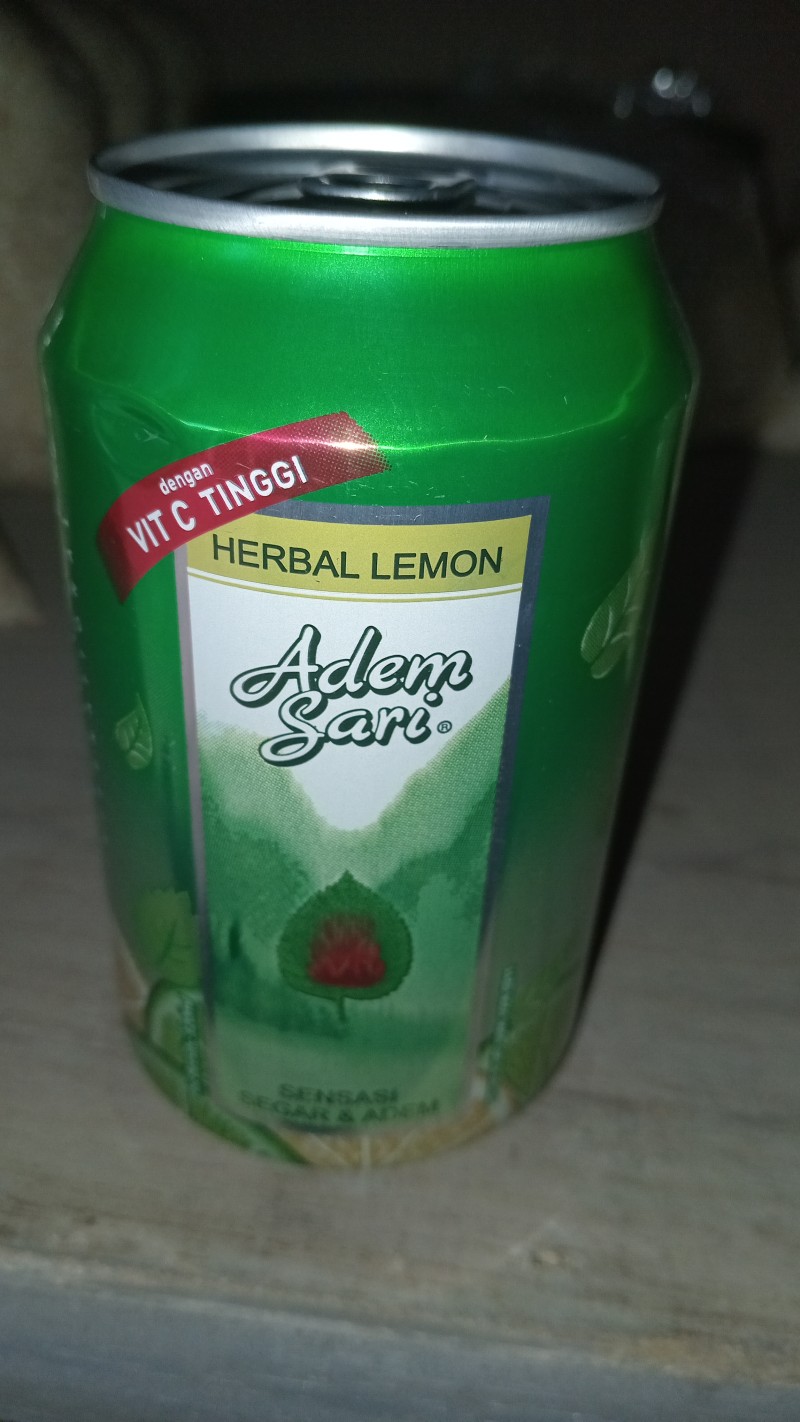 dengan
VIT C TINGGI
HERBAL LEMON
Adem
Sari®
SENSASI
SEGAR & ADEM